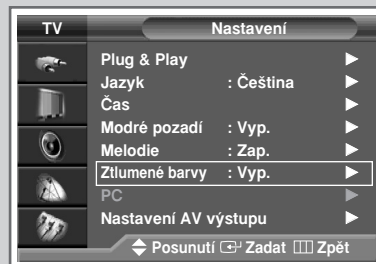 TV Nastavení
Plug & Play
Jazyk : Čeština
Čas
Modré pozadí : Vyp.
Melodie : Zap.
Ztlumené barvy : Vyp.
PC
Nastavení AV výstupu
Posunutí Zadat Zpět